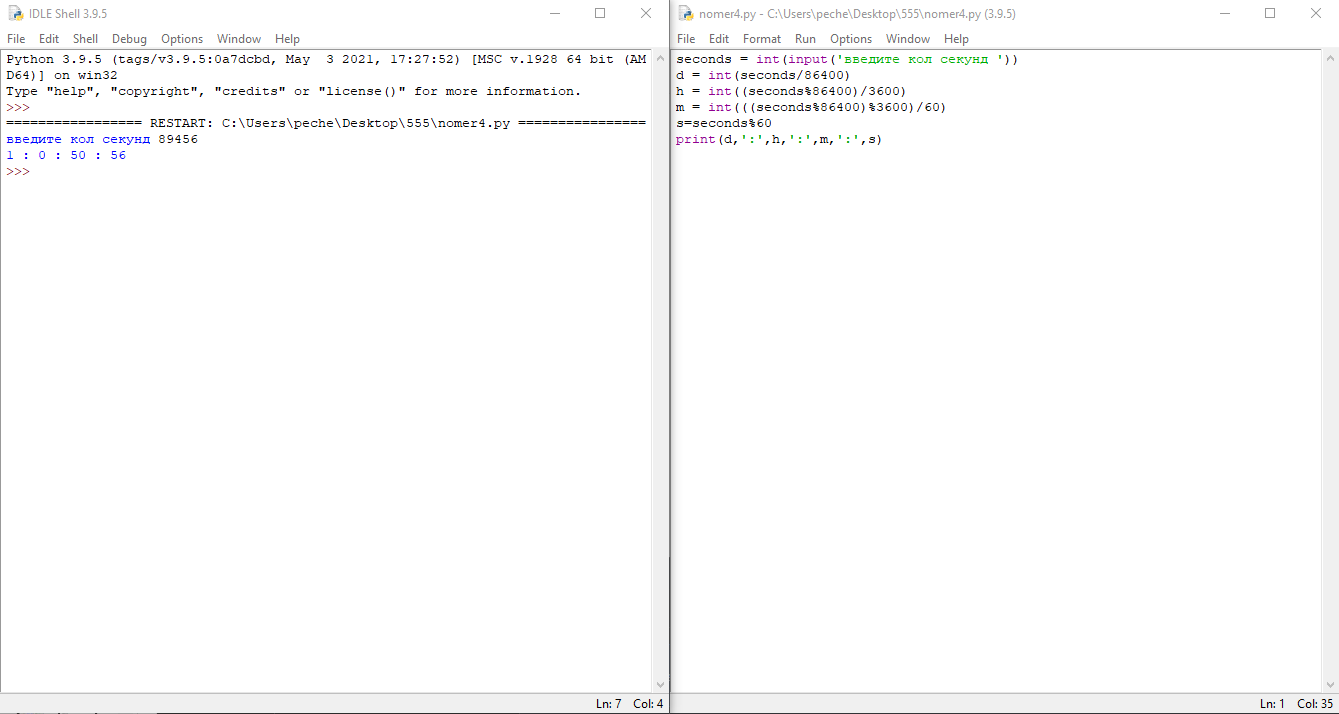 IDLE Shell 3.9.5
File Edit Shell Debug Options Window Help
Python 3.9.5 (tags/v3.9.5:0a7dcbd, May  3 2021, 17:27:52) [MSC v.1928 64 bit (AM
D64)] on win32
Type "help", "copyright", "credits" or "license()" for more information.
>>>
================= RESTART: C:\Users\peche\Desktop\555\nomer4.py ================
введите кол секунд 89456
1 : 0 : 50 : 56
>>>
Ln: 7 Col: 4
nomer4.py - C:\Users\peche\Desktop\555\nomer4.py (3.9.5)
File Edit Format Run Options Window Help
seconds = int(input('введите кол секунд '))
d = int(seconds/86400)
h = int((seconds%86400)/3600)
m = int(((seconds%86400)%3600)/60)
s=seconds%60
print(d,':',h,':',m,':',s)
Ln: 1 Col: 35